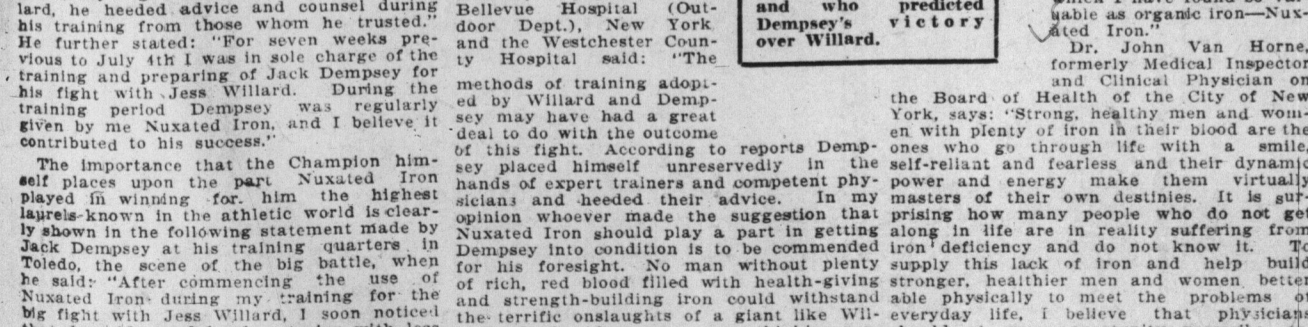 lard, he heeded advice and counsel during
his training from those whom he trusted."
He further stated: "For seven weeks pre-
vious to July 4th I was in sole charge of the
training and preparing of Jack Dempsey for
his fight with Jess Willard. During the
training period Dempsey was regularly
given by me Nuxated Iron, and I believe it
contributed to his success."
The importance that the Champion him-
self places upon the part Nuxated Iron
played in winning for him the highest
laurels known in the athletic world is clear-
ly shown in the following statement made by
Jack Dempsey at his training quarters in
Toledo, the scene of the big battle, when
he said: "After commencing the use of
Nuxated Iron during my training for the
big fight with Jess Willard, I soon noticed
Bellevue Hospital (Out-
door Dept.), New York
and the Westchester Coun-
ty Hospital said: "The
methods of training adopt-
ed by Willard and Demp-
sey may have had a great
deal to do with the outcome
of this fight. According to reports Demp-
sey placed himself unreservedly in the
hands of expert trainers and competent phy-
sicians and heeded their advice. In my
opinion whoever made the suggestion that
Nuxated Iron should play a part in getting
Dempsey into condition is to be commended
for his foresight. No man without plenty
of rich, red blood filled with health-giving
and strength-building iron could withstand
the terrific onslaughts of a giant like Wil-
and who predicted
Dempsey's victory
over Willard.
which I have found so val-
uable as organic iron—Nux-
ated Iron."
Dr. John Van Horne,
formerly Medical Inspector
and Clinical Physician on
the Board of Health of the City of New
York, says: "Strong, healthy men and wom-
en with plenty of iron in their blood are the
ones who go through life with a smile,
self-reliant and fearless and their dynamic
power and energy make them virtually
masters of their own destinies. It is sur-
prising how many people who do not get
along in life are in reality suffering from
iron deficiency and do not know it. To
supply this lack of iron and help build
stronger, healthier men and women better
able physically to meet the problems of
everyday life, I believe that physicians